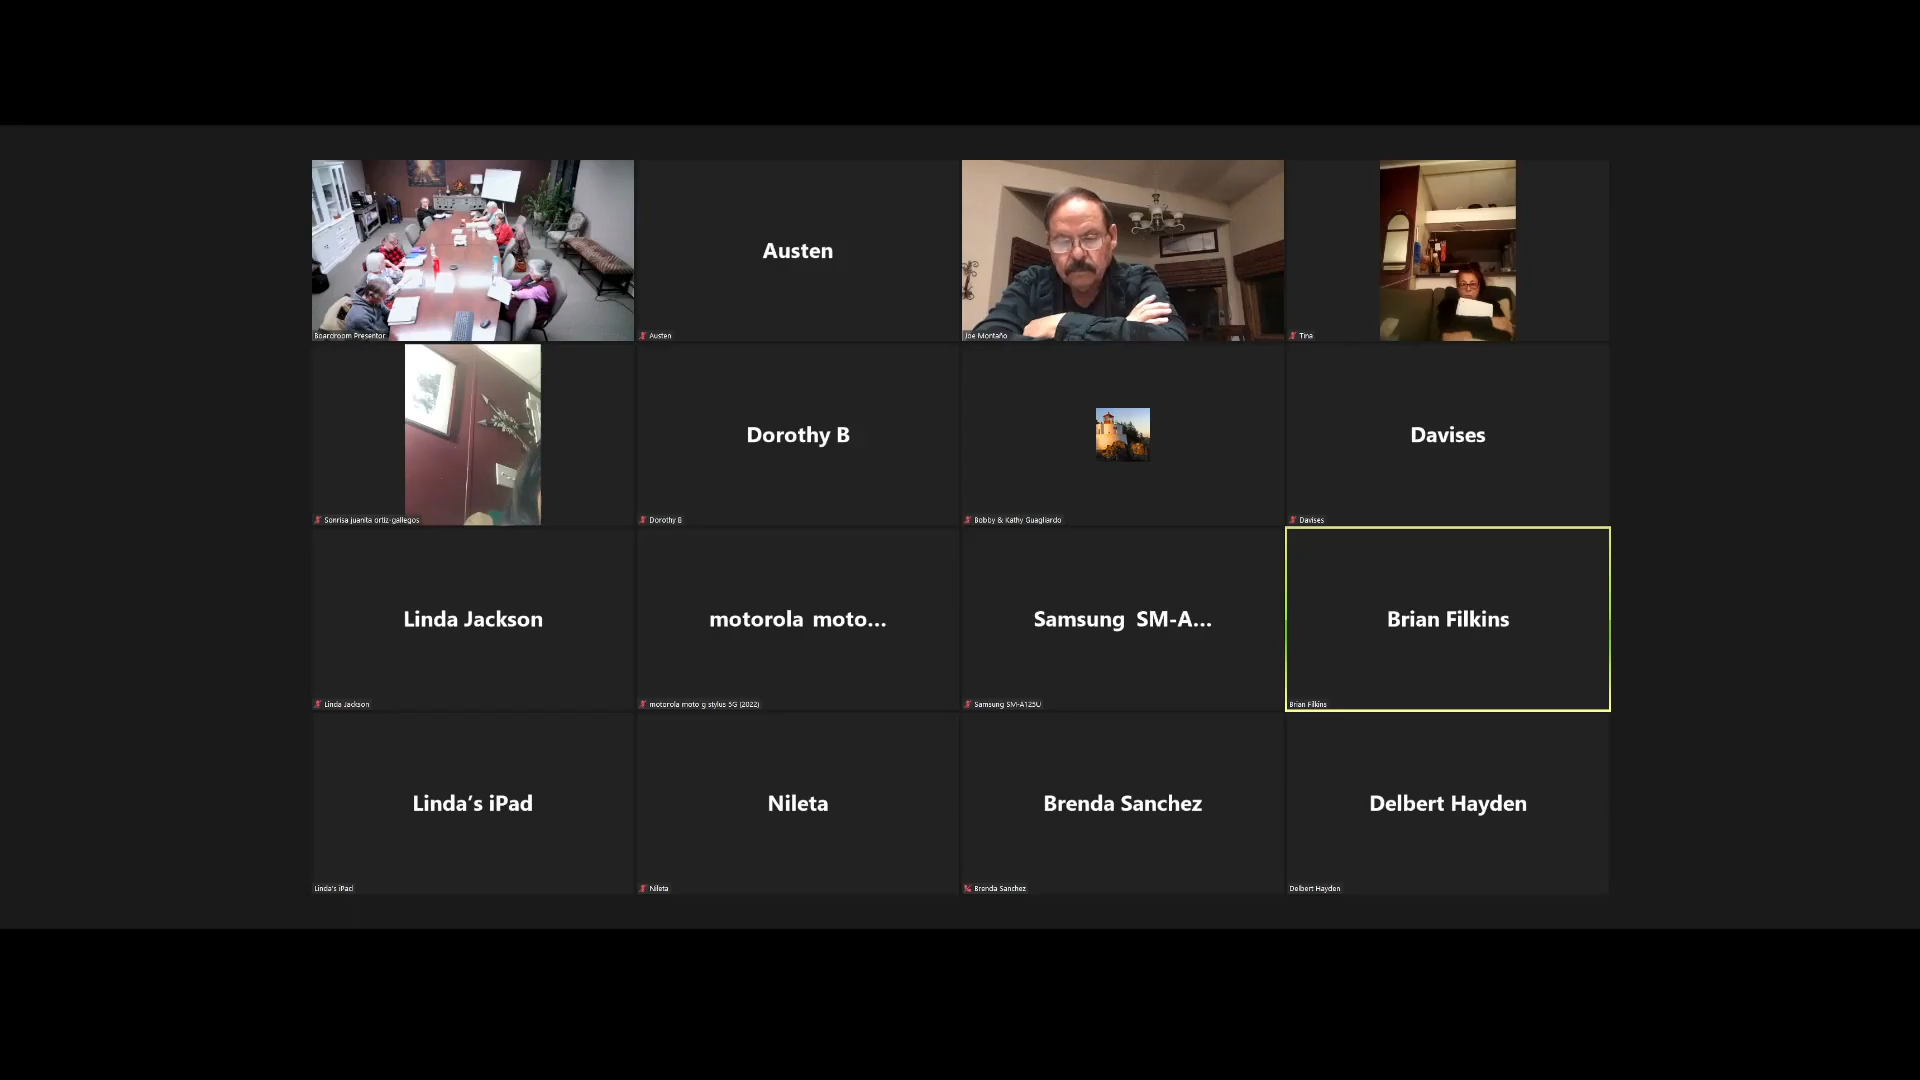 Boardroom Presentor
Austen
Austen
Joe Montaño
Tina
Sonrisa juanita ortiz-gallegos
Dorothy B
Dorothy B
Bobby & Kathy Guagliardo
Davises
Davises
Linda Jackson
Linda Jackson
motorola moto...
motorola moto g stylus 5G (2022)
Samsung SM-A...
Samsung SM-A125U
Brian Filkins
Brian Filkins
Linda's iPad
Linda's iPad
Nileta
Nileta
Brenda Sanchez
Brenda Sanchez
Delbert Hayden
Delbert Hayden